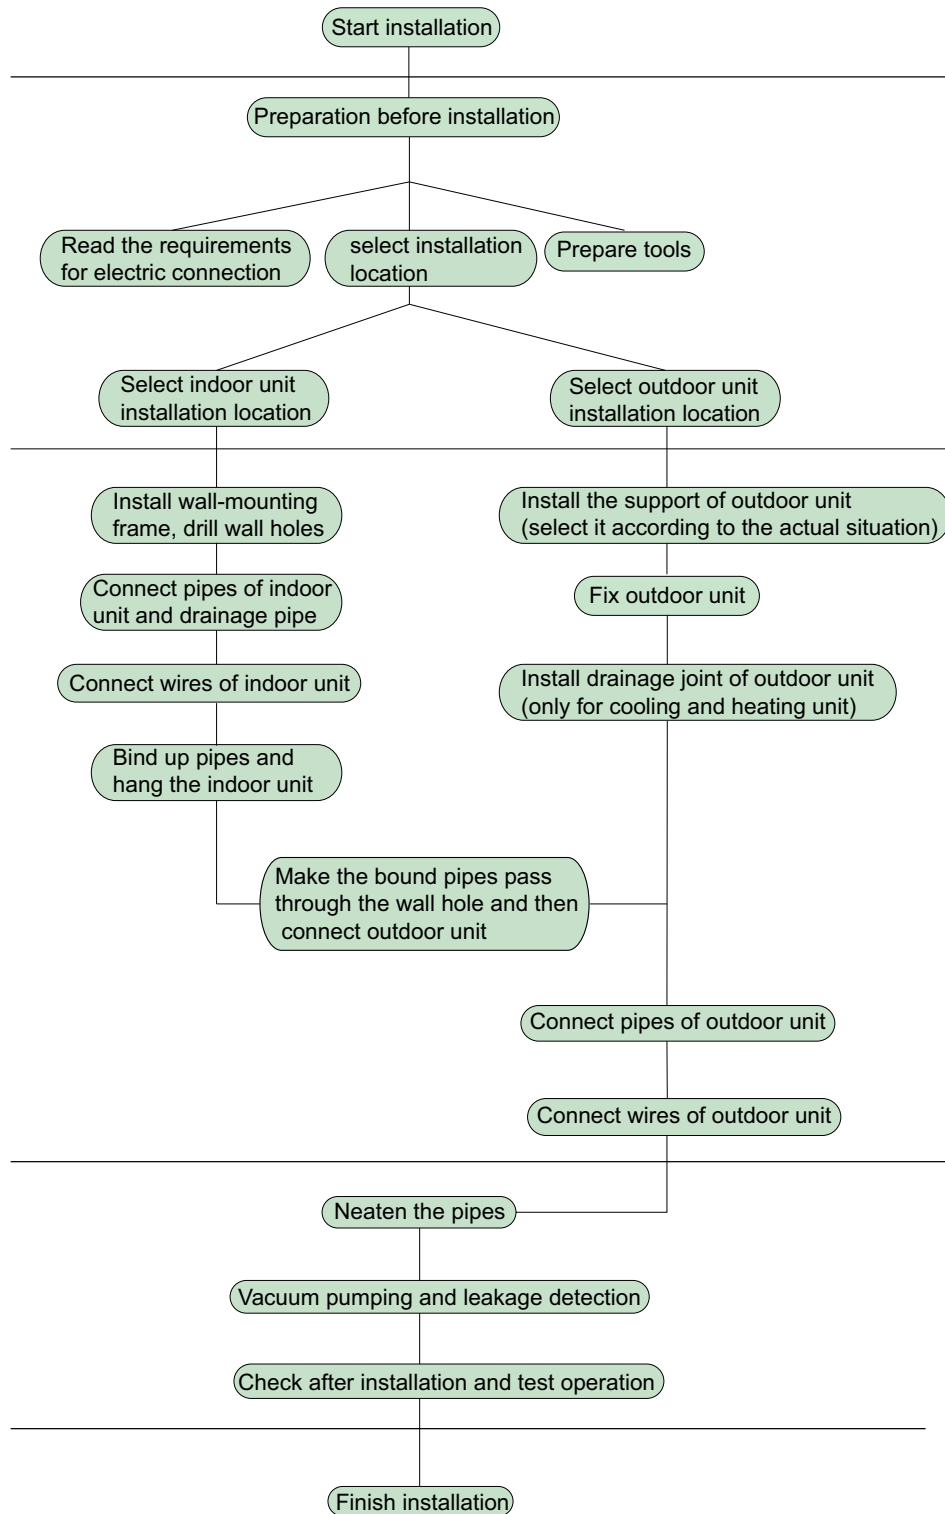 Start installation
Preparation before installation
Read the requirements
for electric connection
select installation
location
Prepare tools
Select indoor unit
installation location
Select outdoor unit
installation location
Install wall-mounting
frame, drill wall holes
Install the support of outdoor unit
(select it according to the actual situation)
Connect pipes of indoor
unit and drainage pipe
Fix outdoor unit
Connect wires of indoor unit
Install drainage joint of outdoor unit
(only for cooling and heating unit)
Bind up pipes and
hang the indoor unit
Make the bound pipes pass
through the wall hole and then
connect outdoor unit
Connect pipes of outdoor unit
Connect wires of outdoor unit
Neaten the pipes
Vacuum pumping and leakage detection
Check after installation and test operation
Finish installation